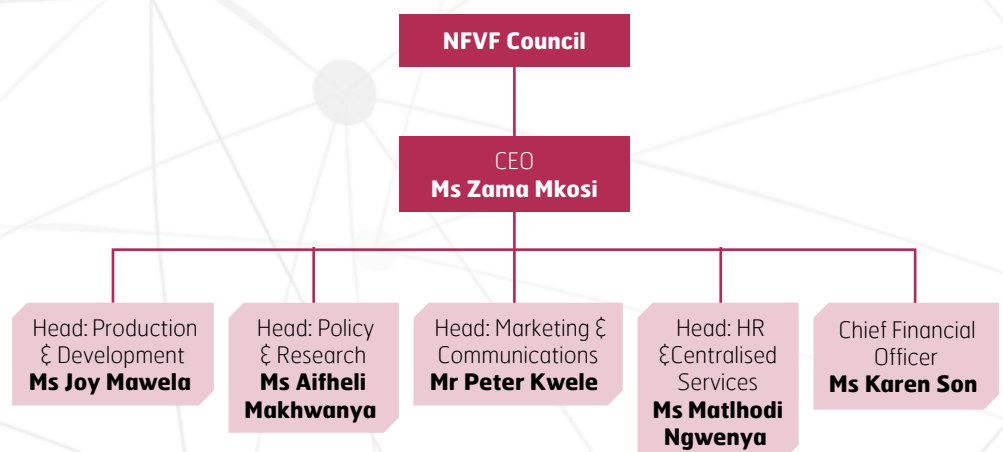 NFVF Council
CEO
Ms Zama Mkosi
Head: Production
& Development
Ms Joy Mawela
Head: Policy
& Research
Ms Aifheli
Makhwanya
Head: Marketing &
Communications
Mr Peter Kwele
Head: HR
&Centralised
Services
Ms Matlhodi
Ngwenya
Chief Financial
Officer
Ms Karen Son